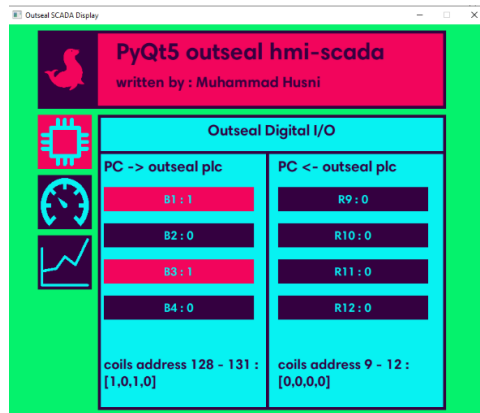 Outseal SCADA Display
PyQt5 outseal hmi-scada
written by : Muhammad Husni
Outseal Digital I/O
PC -> outseal plc
B1 : 1
B2 : 0
B3 : 1
B4 : 0
coils address 128 - 131 :
[1,0,1,0]
PC <- outseal plc
R9 : 0
R10 : 0
R11 : 0
R12 : 0
coils address 9 - 12 :
[0,0,0,0]